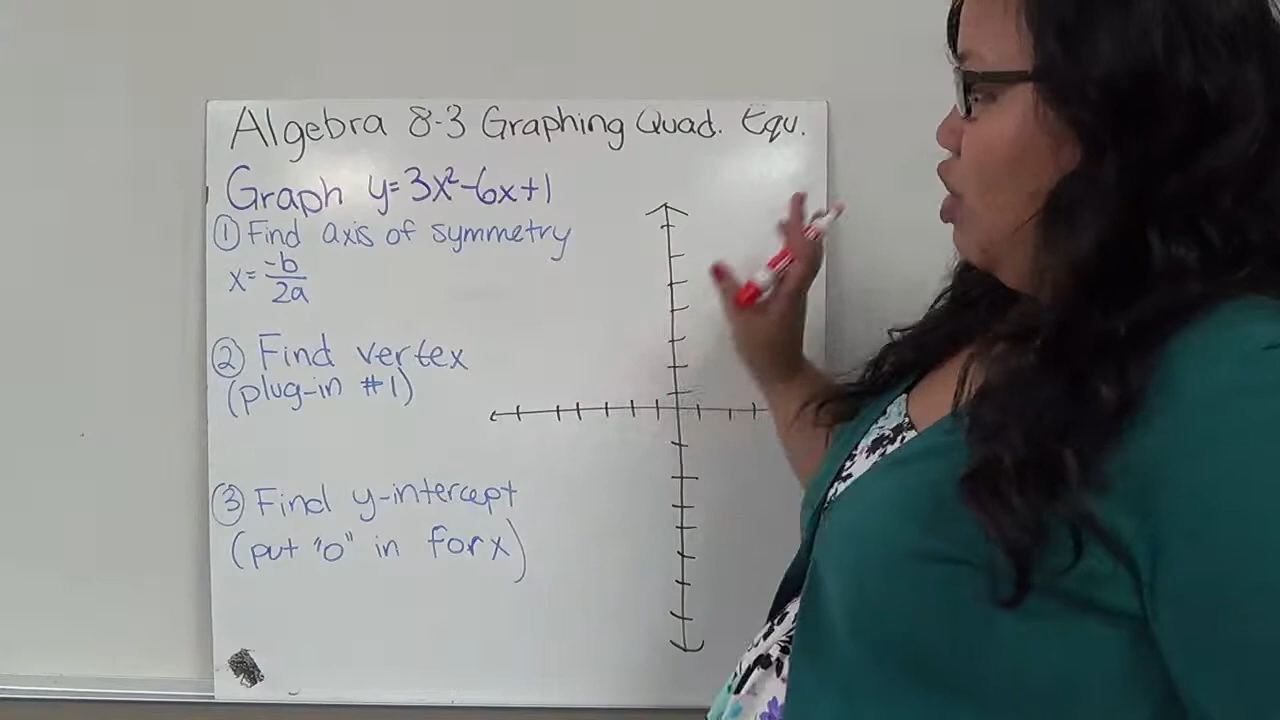 Algebra 8-3 Graphing Quad. Equ.
Graph y=3x²-6x+1
① Find axis of symmetry
x= -b/2a
② Find vertex
(plug-in #1)
③ Find y-intercept
(put "0" in for x)